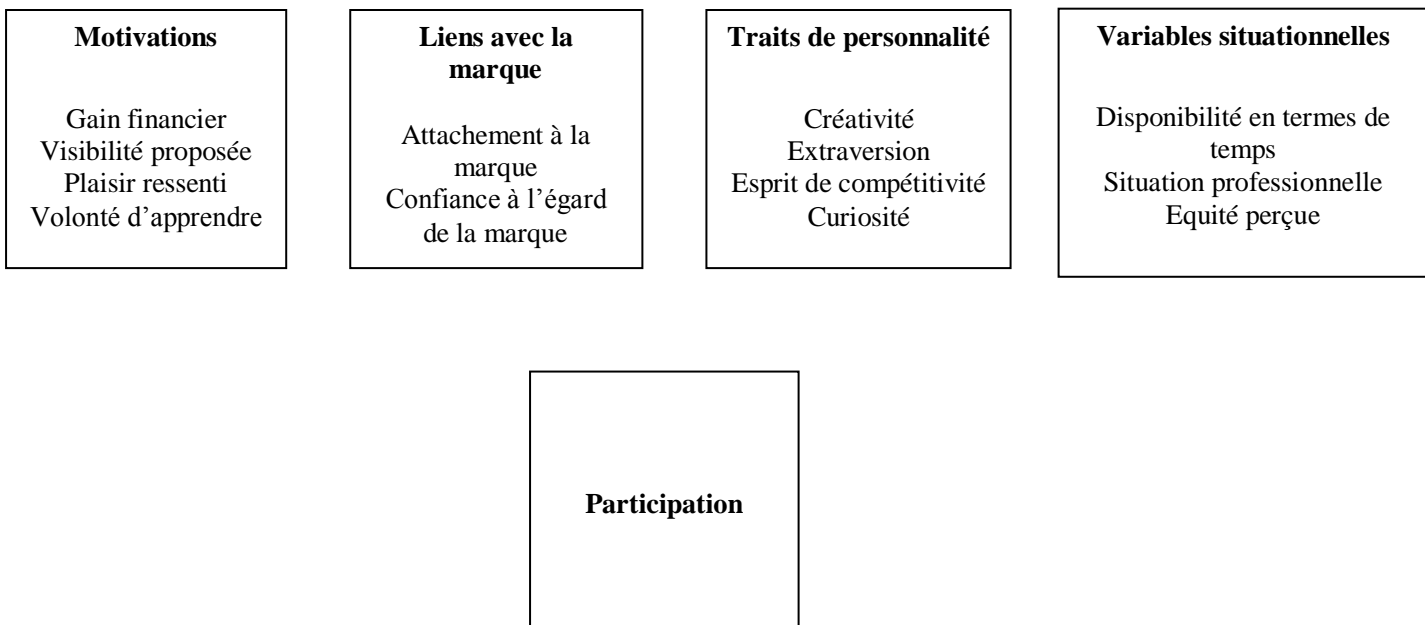 Motivations
Gain financier
Visibilité proposée
Plaisir ressenti
Volonté d’apprendre
Liens avec la
marque
Attachement à la
marque
Confiance à l’égard
de la marque
Traits de personnalité
Créativité
Extraversion
Esprit de compétitivité
Curiosité
Variables situationnelles
Disponibilité en termes de
temps
Situation professionnelle
Equité perçue
Participation